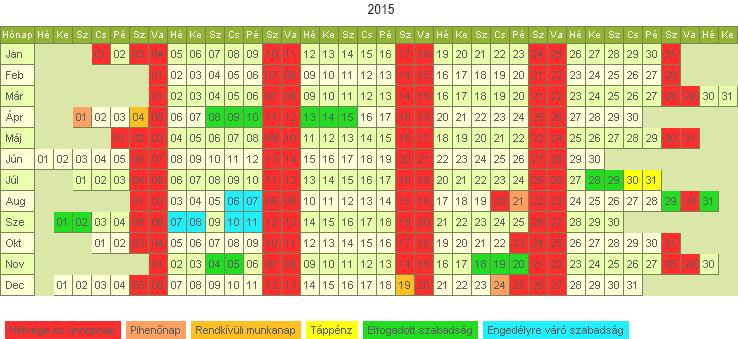 2015
Hónap Hé Ke Sz Cs Pé Sz Va Hé Ke Sz Cs Pé Sz Va Hé Ke Sz Cs Pé Sz Va Hé Ke Sz Cs Pé Sz Va Hé Ke Sz Cs Pé Sz Va Hé Ke
Jan 01 02 03 04 05 06 07 08 09 10 11 12 13 14 15 16 17 18 19 20 21 22 23 24 25 26 27 28 29 30 31
Feb 01 02 03 04 05 06 07 08 09 10 11 12 13 14 15 16 17 18 19 20 21 22 23 24 25 26 27 28
Már 01 02 03 04 05 06 07 08 09 10 11 12 13 14 15 16 17 18 19 20 21 22 23 24 25 26 27 28 29 30 31
Ápr 01 02 03 04 05 06 07 08 09 10 11 12 13 14 15 16 17 18 19 20 21 22 23 24 25 26 27 28 29 30
Máj 01 02 03 04 05 06 07 08 09 10 11 12 13 14 15 16 17 18 19 20 21 22 23 24 25 26 27 28 29 30 31
Jún 01 02 03 04 05 06 07 08 09 10 11 12 13 14 15 16 17 18 19 20 21 22 23 24 25 26 27 28 29 30
Júl 01 02 03 04 05 06 07 08 09 10 11 12 13 14 15 16 17 18 19 20 21 22 23 24 25 26 27 28 29 30 31
Aug 01 02 03 04 05 06 07 08 09 10 11 12 13 14 15 16 17 18 19 20 21 22 23 24 25 26 27 28 29 30 31
Sze 01 02 03 04 05 06 07 08 09 10 11 12 13 14 15 16 17 18 19 20 21 22 23 24 25 26 27 28 29 30
Okt 01 02 03 04 05 06 07 08 09 10 11 12 13 14 15 16 17 18 19 20 21 22 23 24 25 26 27 28 29 30 31
Nov 01 02 03 04 05 06 07 08 09 10 11 12 13 14 15 16 17 18 19 20 21 22 23 24 25 26 27 28 29 30
Dec 01 02 03 04 05 06 07 08 09 10 11 12 13 14 15 16 17 18 19 20 21 22 23 24 25 26 27 28 29 30 31
Hétvége és ünnepnap Pihenőnap Rendkívüli munkanap Táppénz Elfogadott szabadság Engedélyre váró szabadság